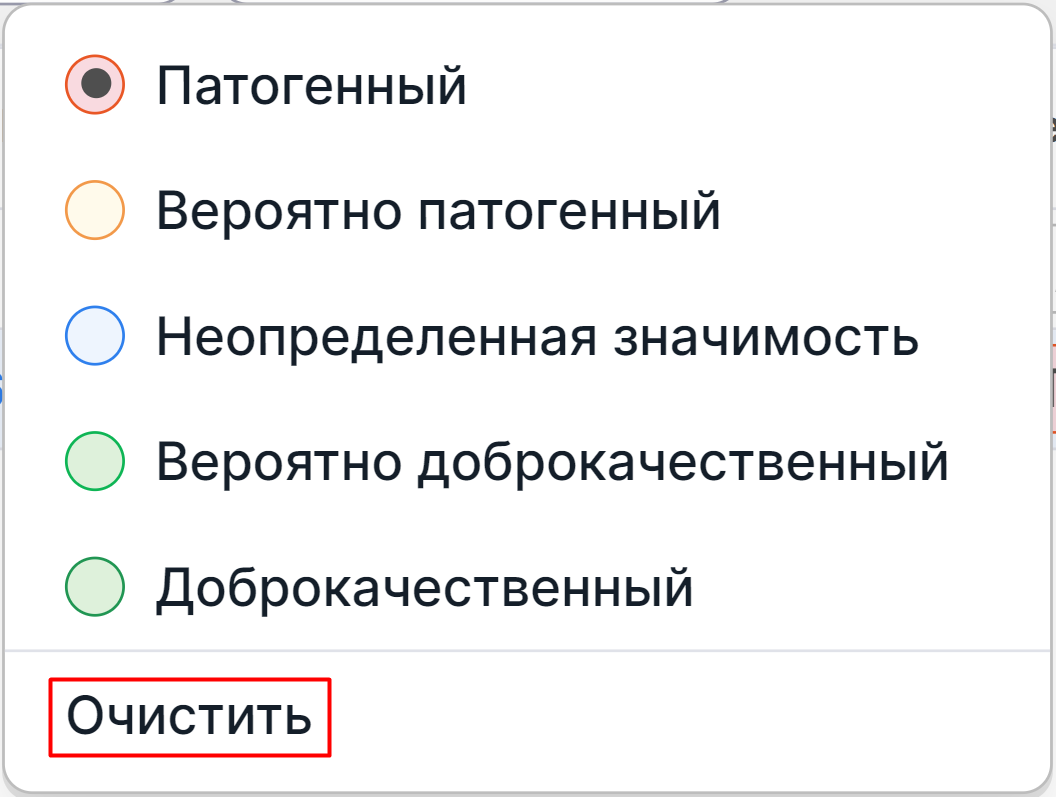 Патогенный
Вероятно патогенный
Неопределенная значимость
Вероятно доброкачественный
Доброкачественный
Очистить